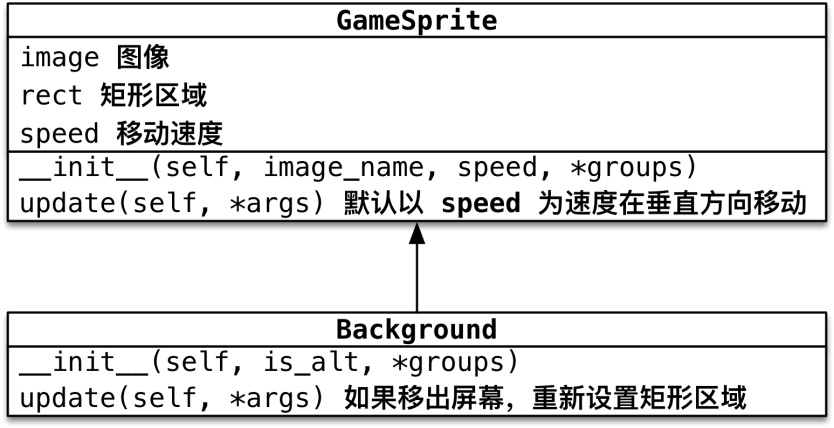 GameSprite
image 图像
rect 矩形区域
speed 移动速度
__init__(self, image_name, speed, *groups)
update(self, *args) 默认以 speed 为速度在垂直方向移动
Background
__init__(self, is_alt, *groups)
update(self, *args) 如果移出屏幕，重新设置矩形区域